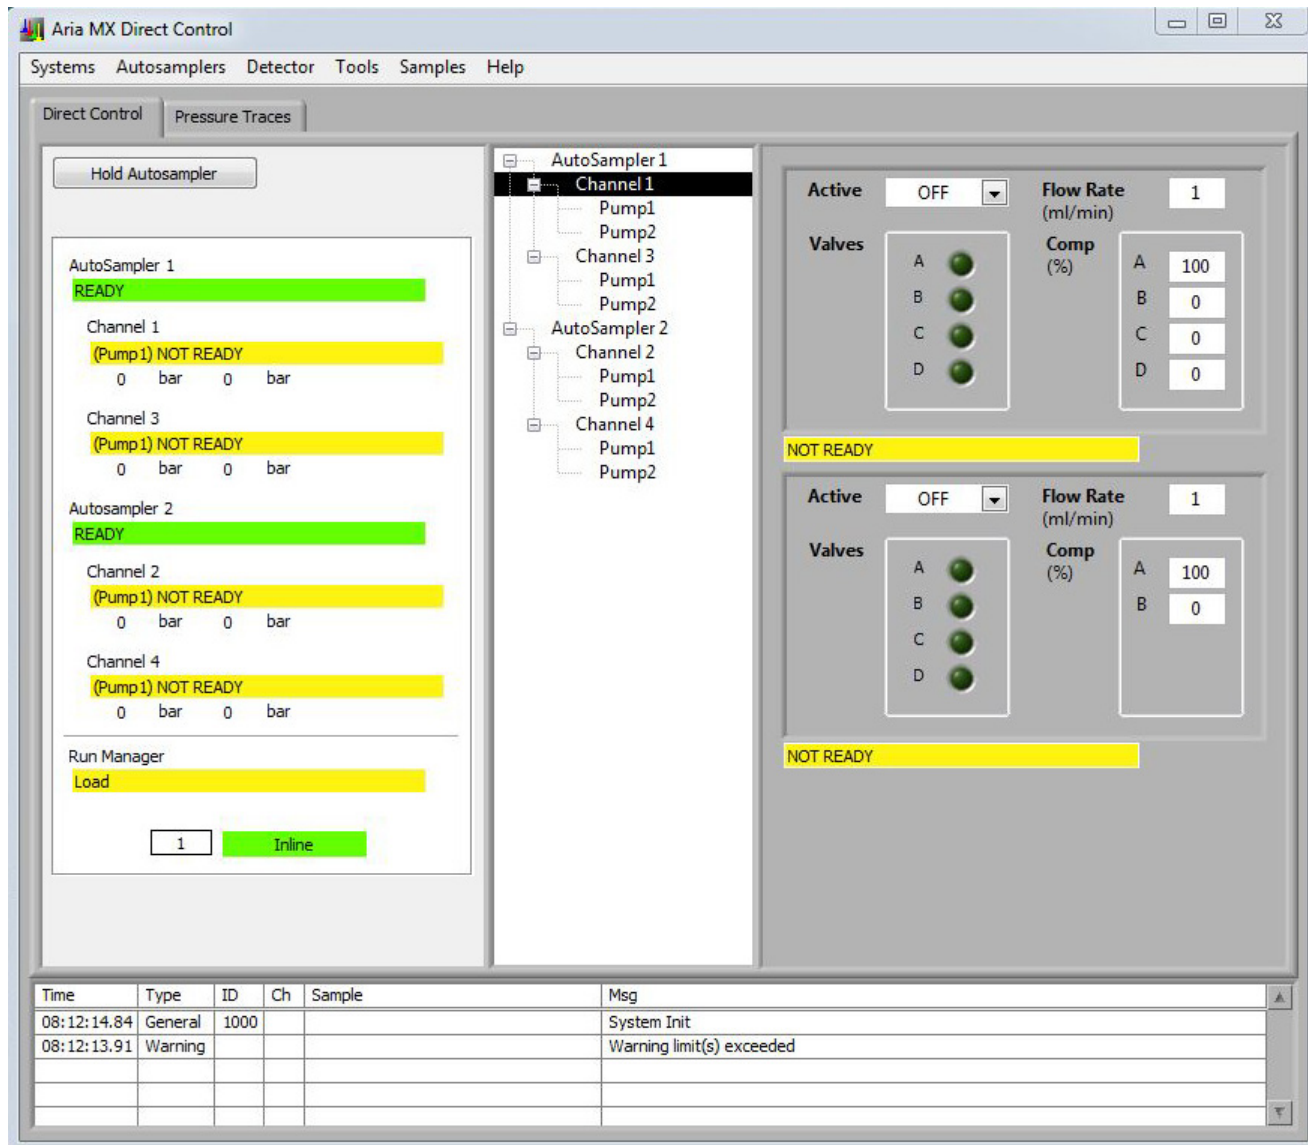 Aria MX Direct Control
Systems Autosamplers Detector Tools Samples Help
Direct Control Pressure Traces
Hold Autosampler
AutoSampler 1
READY
Channel 1
(Pump1) NOT READY
0 bar 0 bar
Channel 3
(Pump1) NOT READY
0 bar 0 bar
Autosampler 2
READY
Channel 2
(Pump1) NOT READY
0 bar 0 bar
Channel 4
(Pump1) NOT READY
0 bar 0 bar
Run Manager
Load
1 Inline
AutoSampler 1
Channel 1
Pump1
Pump2
Channel 3
Pump1
Pump2
AutoSampler 2
Channel 2
Pump1
Pump2
Channel 4
Pump1
Pump2
Active OFF Flow Rate 1
(ml/min)
Valves Comp
(%)
A A 100
B B 0
C C 0
D D 0
NOT READY
Active OFF Flow Rate 1
(ml/min)
Valves Comp
(%)
A A 100
B B 0
C
D
NOT READY
Time Type ID Ch Sample Msg
08:12:14.84 General 1000 System Init
08:12:13.91 Warning Warning limit(s) exceeded